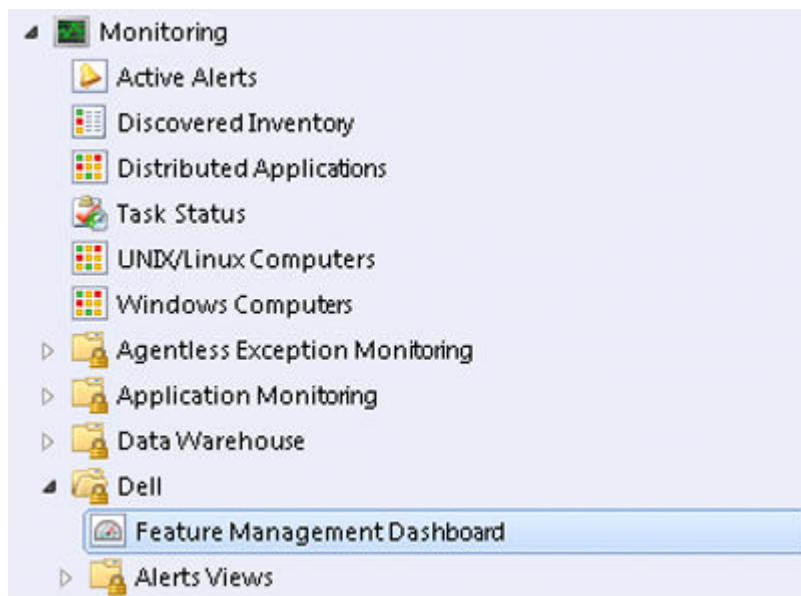 Monitoring
Active Alerts
Discovered Inventory
Distributed Applications
Task Status
UNIX/Linux Computers
Windows Computers
Agentless Exception Monitoring
Application Monitoring
Data Warehouse
Dell
Feature Management Dashboard
Alerts Views